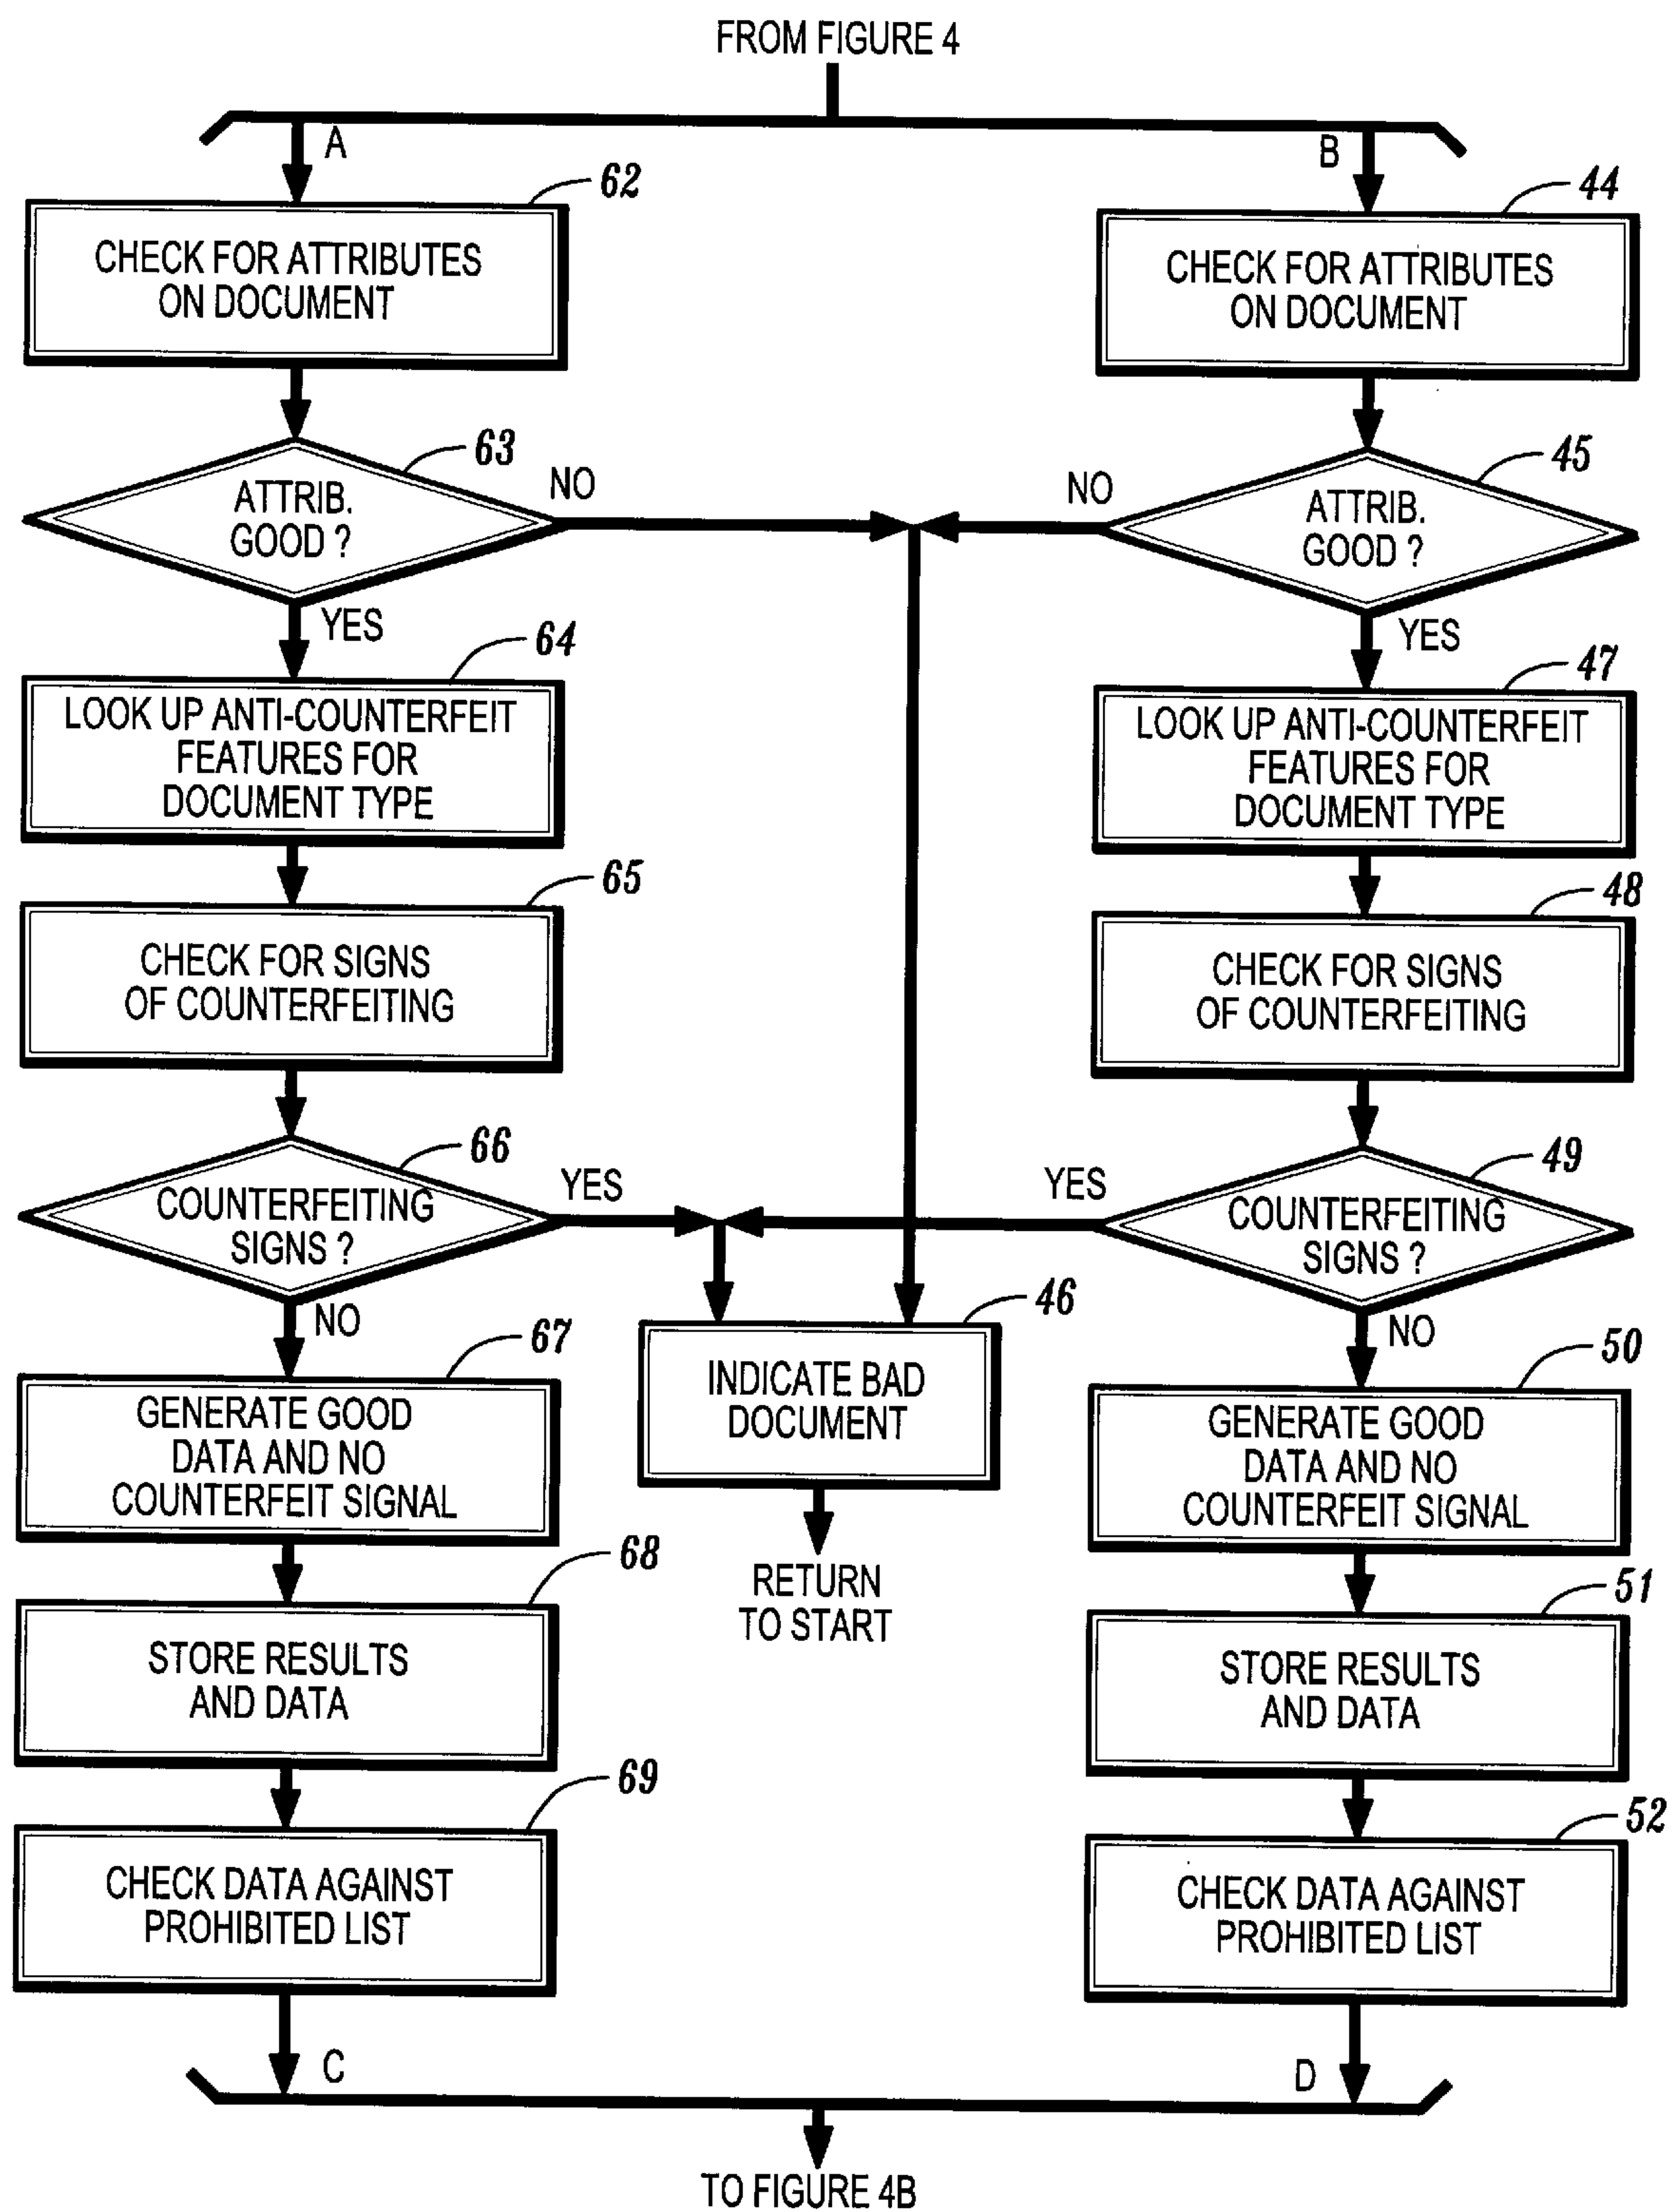 FROM FIGURE 4
A
B
62
CHECK FOR ATTRIBUTES
ON DOCUMENT
44
CHECK FOR ATTRIBUTES
ON DOCUMENT
63
ATTRIB.
GOOD ?
NO
YES
45
ATTRIB.
GOOD ?
NO
YES
64
LOOK UP ANTI-COUNTERFEIT
FEATURES FOR
DOCUMENT TYPE
47
LOOK UP ANTI-COUNTERFEIT
FEATURES FOR
DOCUMENT TYPE
65
CHECK FOR SIGNS
OF COUNTERFEITING
48
CHECK FOR SIGNS
OF COUNTERFEITING
66
COUNTERFEITING
SIGNS ?
YES
NO
49
COUNTERFEITING
SIGNS ?
YES
NO
46
INDICATE BAD
DOCUMENT
RETURN
TO START
67
GENERATE GOOD
DATA AND NO
COUNTERFEIT SIGNAL
50
GENERATE GOOD
DATA AND NO
COUNTERFEIT SIGNAL
68
STORE RESULTS
AND DATA
51
STORE RESULTS
AND DATA
69
CHECK DATA AGAINST
PROHIBITED LIST
52
CHECK DATA AGAINST
PROHIBITED LIST
C
D
TO FIGURE 4B